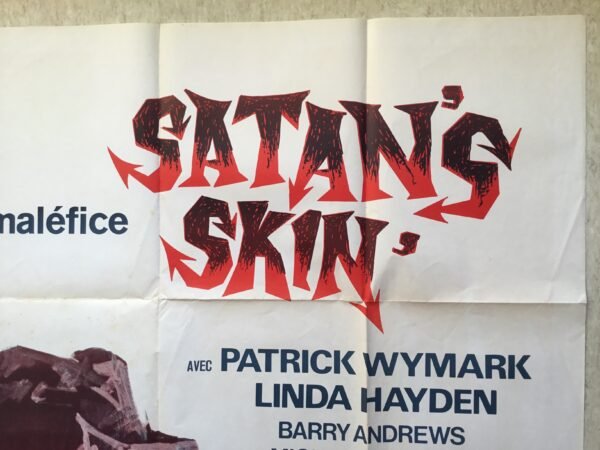 SATAN'S
SKIN'
maléfice
AVEC PATRICK WYMARK
LINDA HAYDEN
BARRY ANDREWS